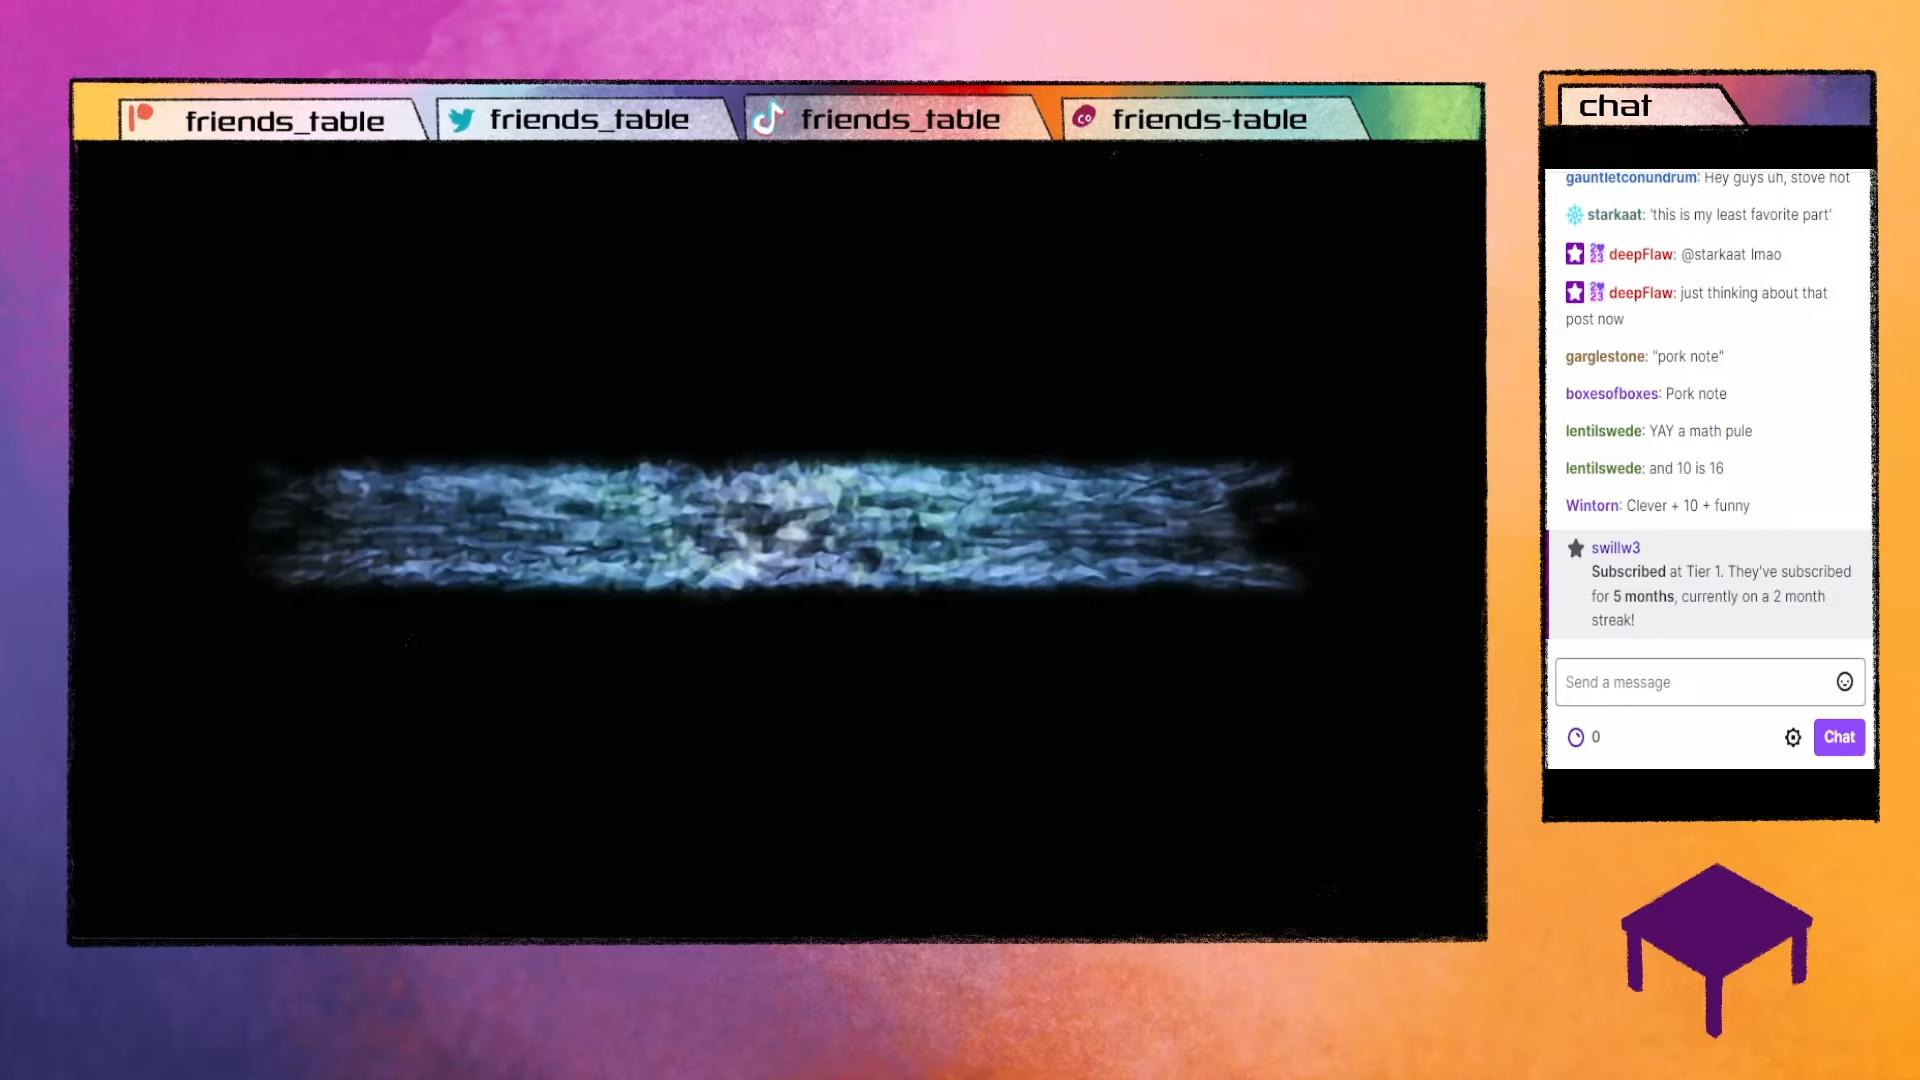 friends_table
friends_table
friends_table
friends-table
chat
gauntletconundrum: Hey guys uh, stove hot
starkaat: 'this is my least favorite part'
deepFlaw: @starkaat lmao
deepFlaw: just thinking about that
post now
garglestone: "pork note"
boxesofboxes: Pork note
lentilswede: YAY a math pule
lentilswede: and 10 is 16
Wintorn: Clever + 10 + funny
swillw3
Subscribed at Tier 1. They've subscribed
for 5 months, currently on a 2 month
streak!
Send a message
0
Chat